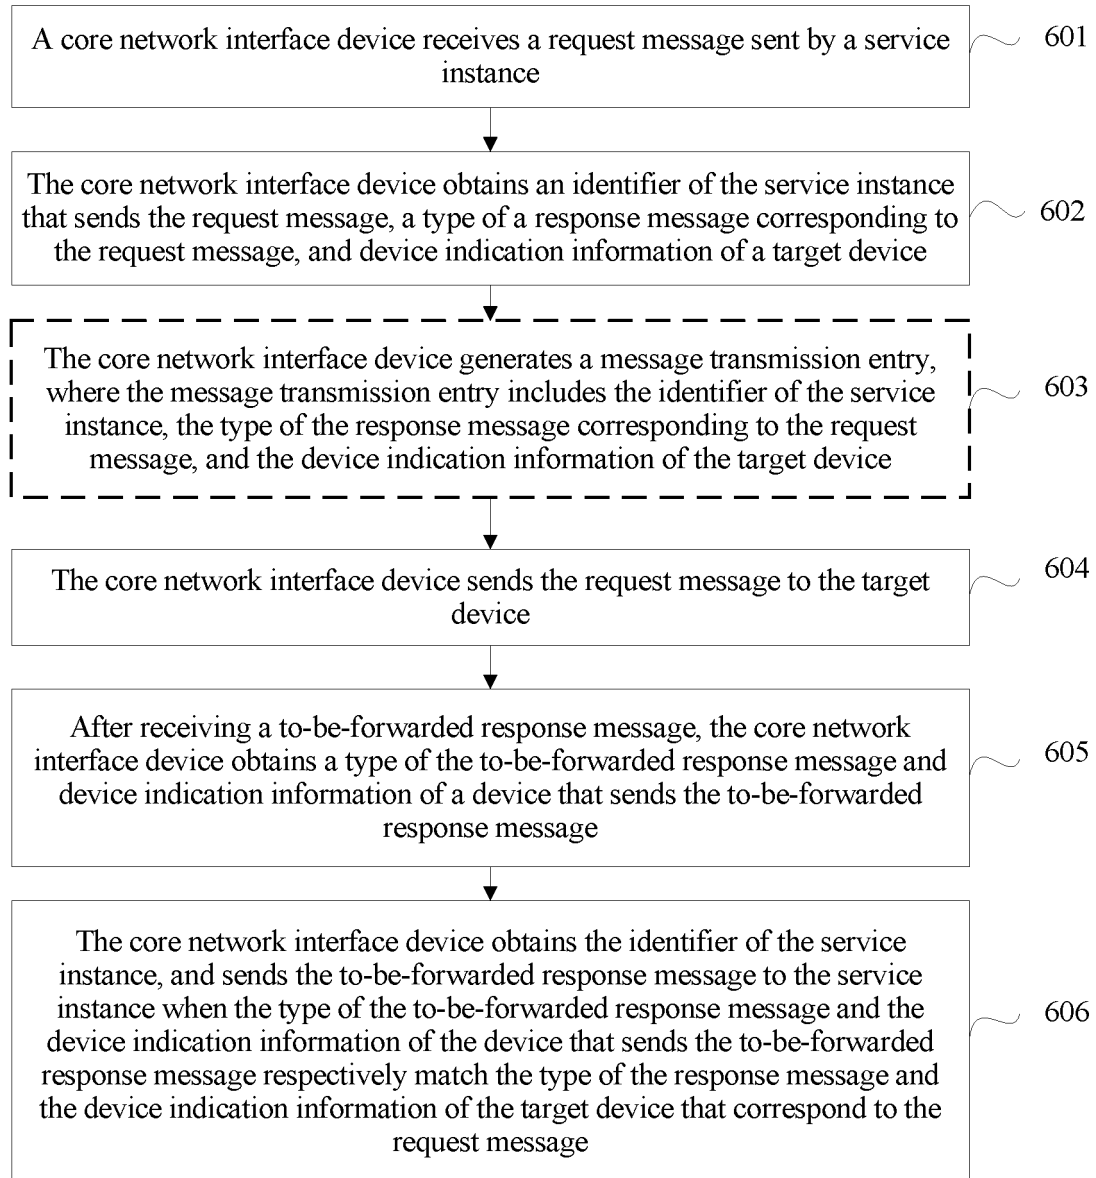 A core network interface device receives a request message sent by a service
instance
601
The core network interface device obtains an identifier of the service instance
that sends the request message, a type of a response message corresponding to
the request message, and device indication information of a target device
602
The core network interface device generates a message transmission entry,
where the message transmission entry includes the identifier of the service
instance, the type of the response message corresponding to the request
message, and the device indication information of the target device
603
The core network interface device sends the request message to the target
device
604
After receiving a to-be-forwarded response message, the core network
interface device obtains a type of the to-be-forwarded response message and
device indication information of a device that sends the to-be-forwarded
response message
605
The core network interface device obtains the identifier of the service
instance, and sends the to-be-forwarded response message to the service
instance when the type of the to-be-forwarded response message and the
device indication information of the device that sends the to-be-forwarded
response message respectively match the type of the response message and
the device indication information of the target device that correspond to the
request message
606